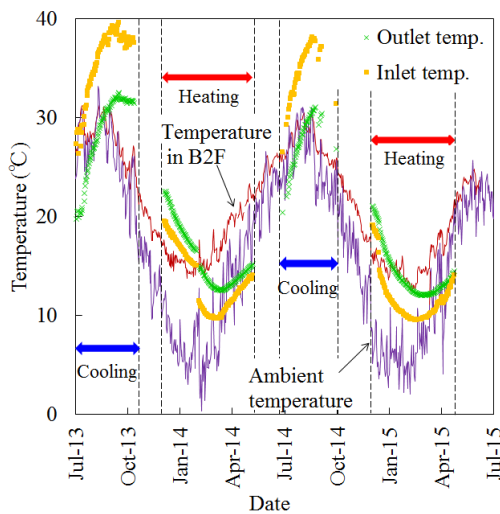 Outlet temp.
Inlet temp.
40
30
20
10
0
Temperature (℃)
Heating
Temperature
in B2F
Heating
Cooling
Cooling
Ambient
temperature
Jul-13
Oct-13
Jan-14
Apr-14
Jul-14
Oct-14
Jan-15
Apr-15
Jul-15
Date